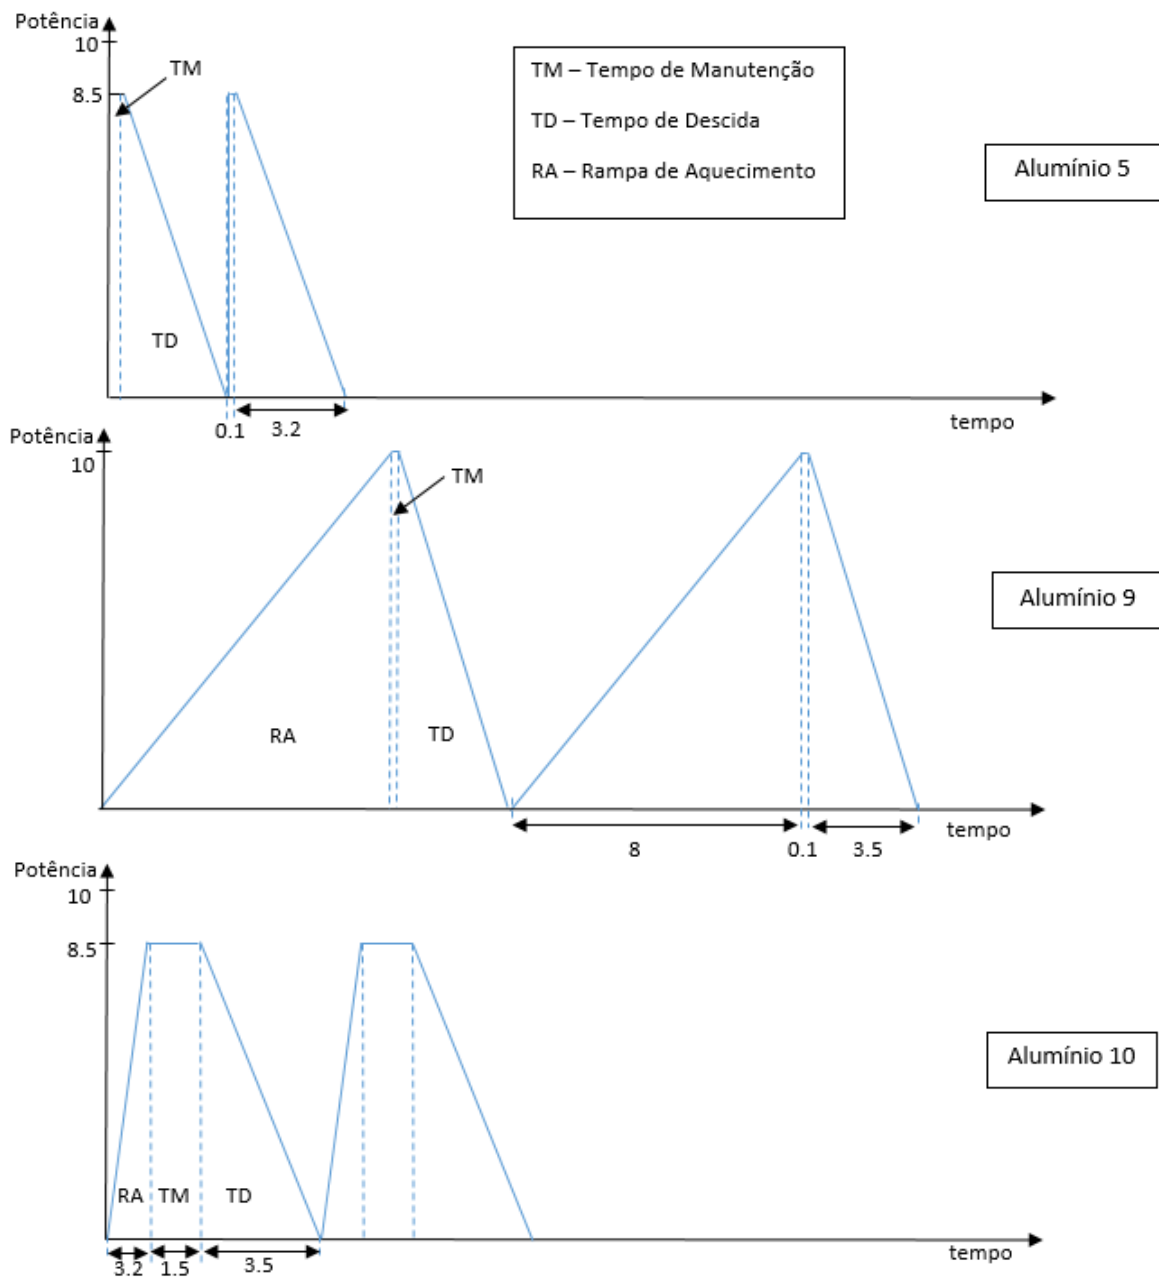 Potência
10
TM
8.5
TM – Tempo de Manutenção
TD – Tempo de Descida
RA – Rampa de Aquecimento
Alumínio 5
TD
0.1
3.2
tempo
Potência
10
TM
Alumínio 9
RA
TD
8
0.1
3.5
tempo
Potência
10
8.5
Alumínio 10
RA
TM
TD
3.2
1.5
3.5
tempo